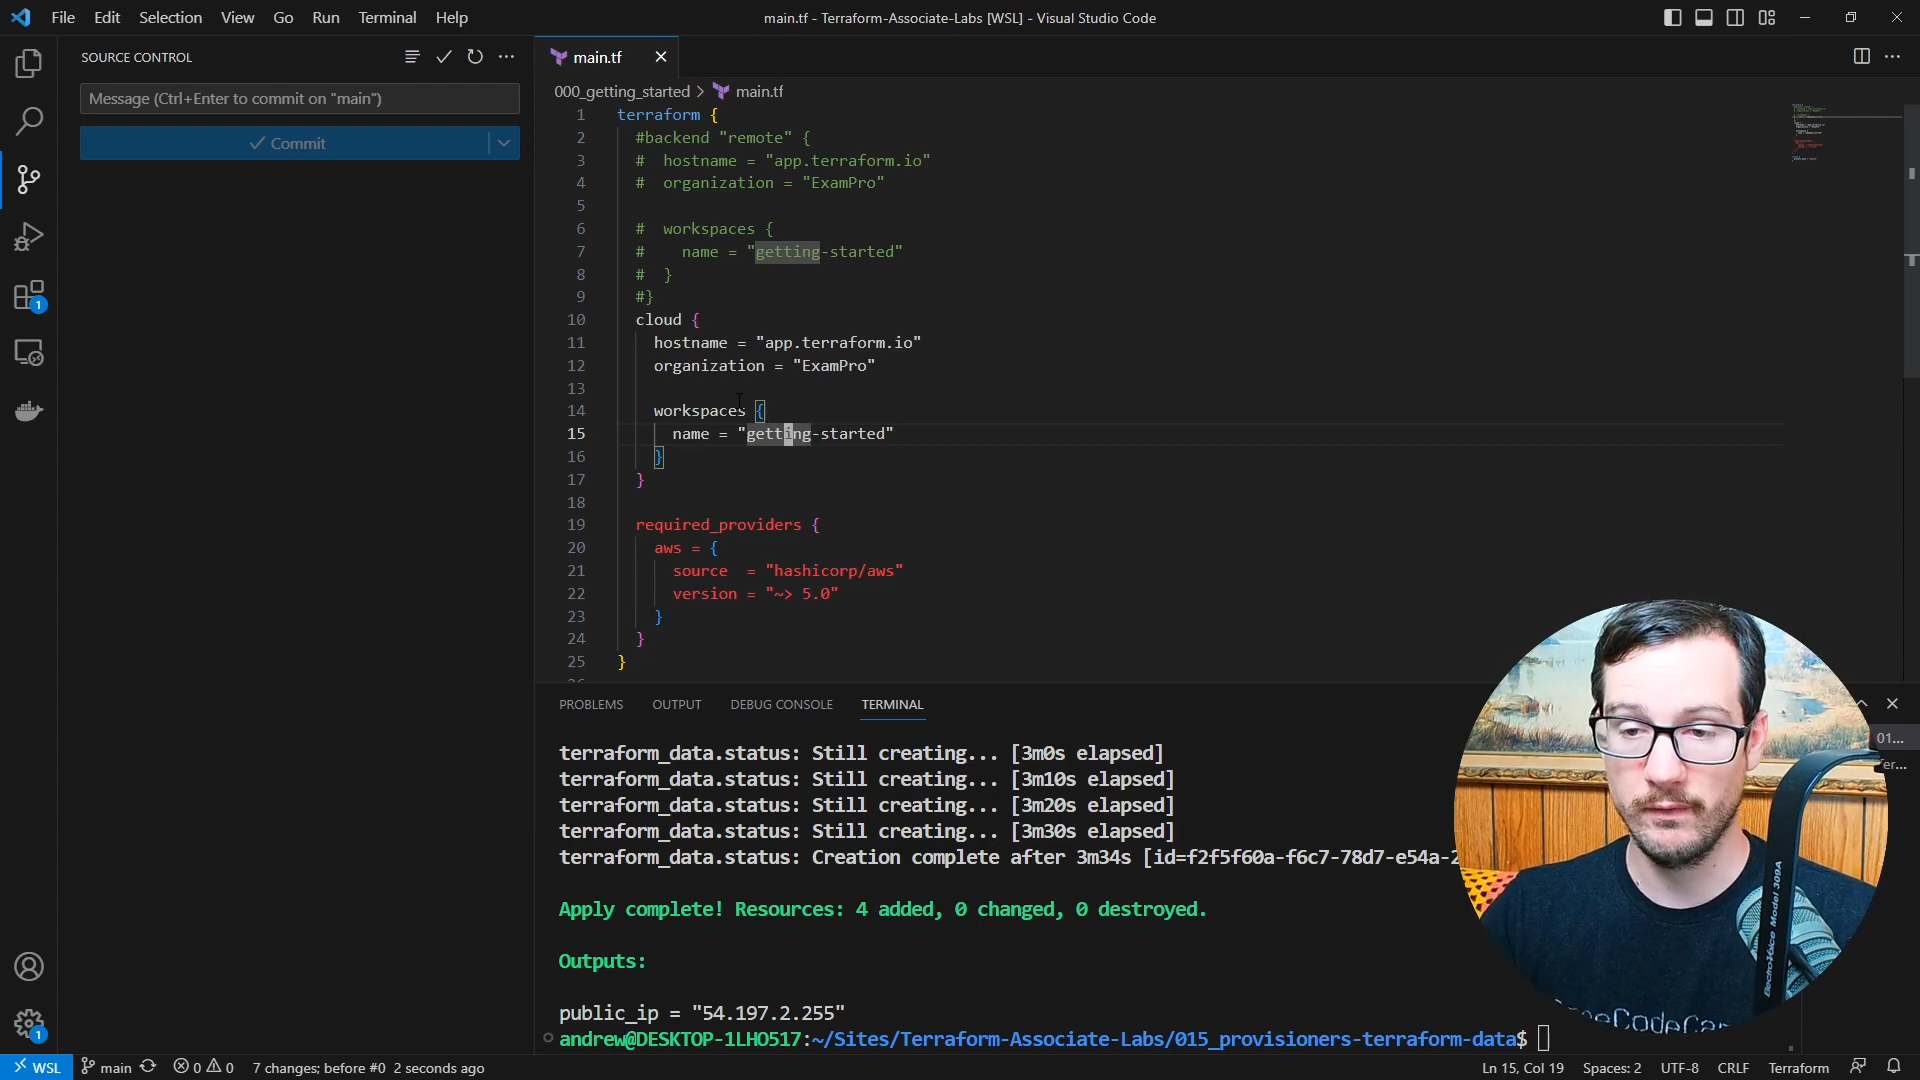 File Edit Selection View Go Run Terminal Help
main.tf - Terraform-Associate-Labs [WSL] - Visual Studio Code
SOURCE CONTROL
Message (Ctrl+Enter to commit on "main")
Commit
main.tf
000_getting_started > main.tf
1 terraform {
2 #backend "remote" {
3 # hostname = "app.terraform.io"
4 # organization = "ExamPro"
5
6 # workspaces {
7 # name = "getting-started"
8 # }
9 #}
10 cloud {
11 hostname = "app.terraform.io"
12 organization = "ExamPro"
13
14 workspaces {
15 name = "getting-started"
16 }
17 }
18
19 required_providers {
20 aws = {
21 source = "hashicorp/aws"
22 version = "~> 5.0"
23 }
24 }
25 }
PROBLEMS OUTPUT DEBUG CONSOLE TERMINAL
terraform_data.status: Still creating... [3m0s elapsed]
terraform_data.status: Still creating... [3m10s elapsed]
terraform_data.status: Still creating... [3m20s elapsed]
terraform_data.status: Still creating... [3m30s elapsed]
terraform_data.status: Creation complete after 3m34s [id=f2f5f60a-f6c7-78d7-e54a-2
Apply complete! Resources: 4 added, 0 changed, 0 destroyed.
Outputs:
public_ip = "54.197.2.255"
andrew@DESKTOP-1LHO517:~/Sites/Terraform-Associate-Labs/015_provisioners-terraform-data$
01...
ElectroVoice Model 309A
WSL main 0 0 7 changes; before #0 2 seconds ago
Ln 15, Col 19 Spaces: 2 UTF-8 CRLF Terraform
1
1